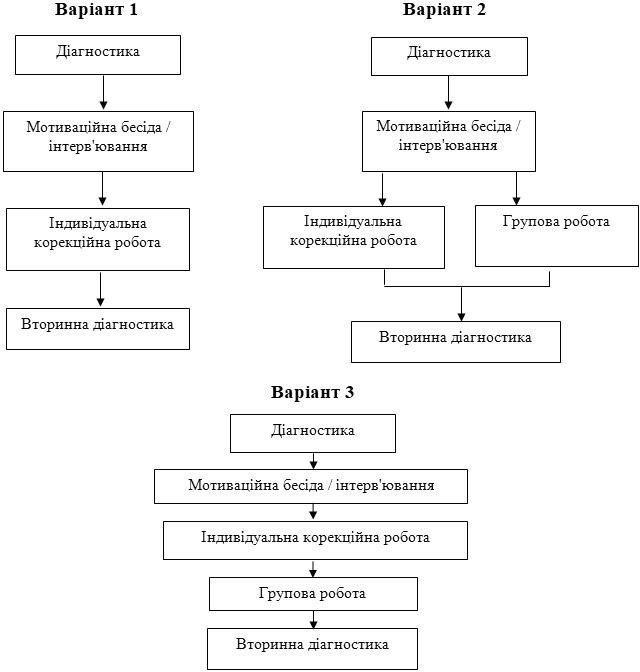 Варіант 1
Діагностика
Мотиваційна бесіда /
інтерв'ювання
Індивідуальна
корекційна робота
Вторинна діагностика
Варіант 2
Діагностика
Мотиваційна бесіда /
інтерв'ювання
Індивідуальна
корекційна робота
Групова робота
Вторинна діагностика
Варіант 3
Діагностика
Мотиваційна бесіда / інтерв'ювання
Індивідуальна корекційна робота
Групова робота
Вторинна діагностика